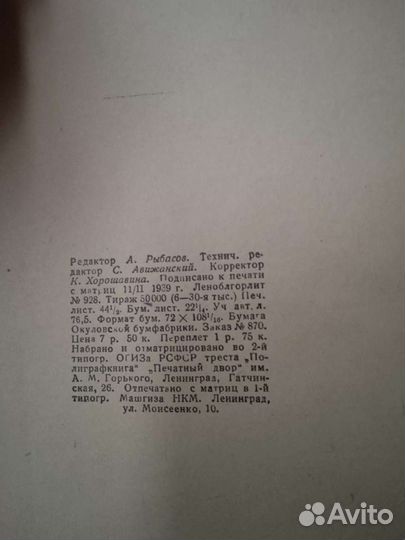 Редактор А. Рыбасов. Технич. ре-
дактор С. Авижанский. Корректор
К. Хорошавина. Подписано к печати
с матриц 11/II 1939 г. Леноблгорлит
№ 928. Тираж 50000 (6—30-я тыс.) Печ.
лист. 44½. Бум. лист. 22¼. Уч авт. л.
76,5. Формат бум. 72 × 108¹/₁₆. Бумага
Окуловской бумфабрики. Заказ № 870.
Цена 7 р. 50 к. Переплет 1 р. 75 к.
Набрано и отматрицировано во 2-й
типогр. ОГИЗа РСФСР треста „По-
лиграфкнига" „Печатный двор" им.
А. М. Горького, Ленинград, Гатчин-
ская, 26. Отпечатано с матриц в 1-й
типогр. Машгиза НКМ. Ленинград,
ул. Моисеенко, 10.
Avito